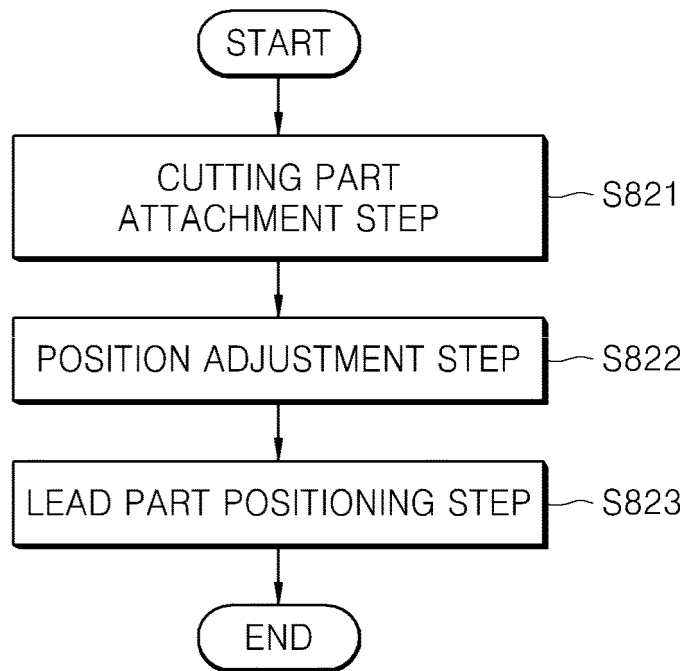 START
CUTTING PART
ATTACHMENT STEP
S821
POSITION ADJUSTMENT STEP
S822
LEAD PART POSITIONING STEP
S823
END